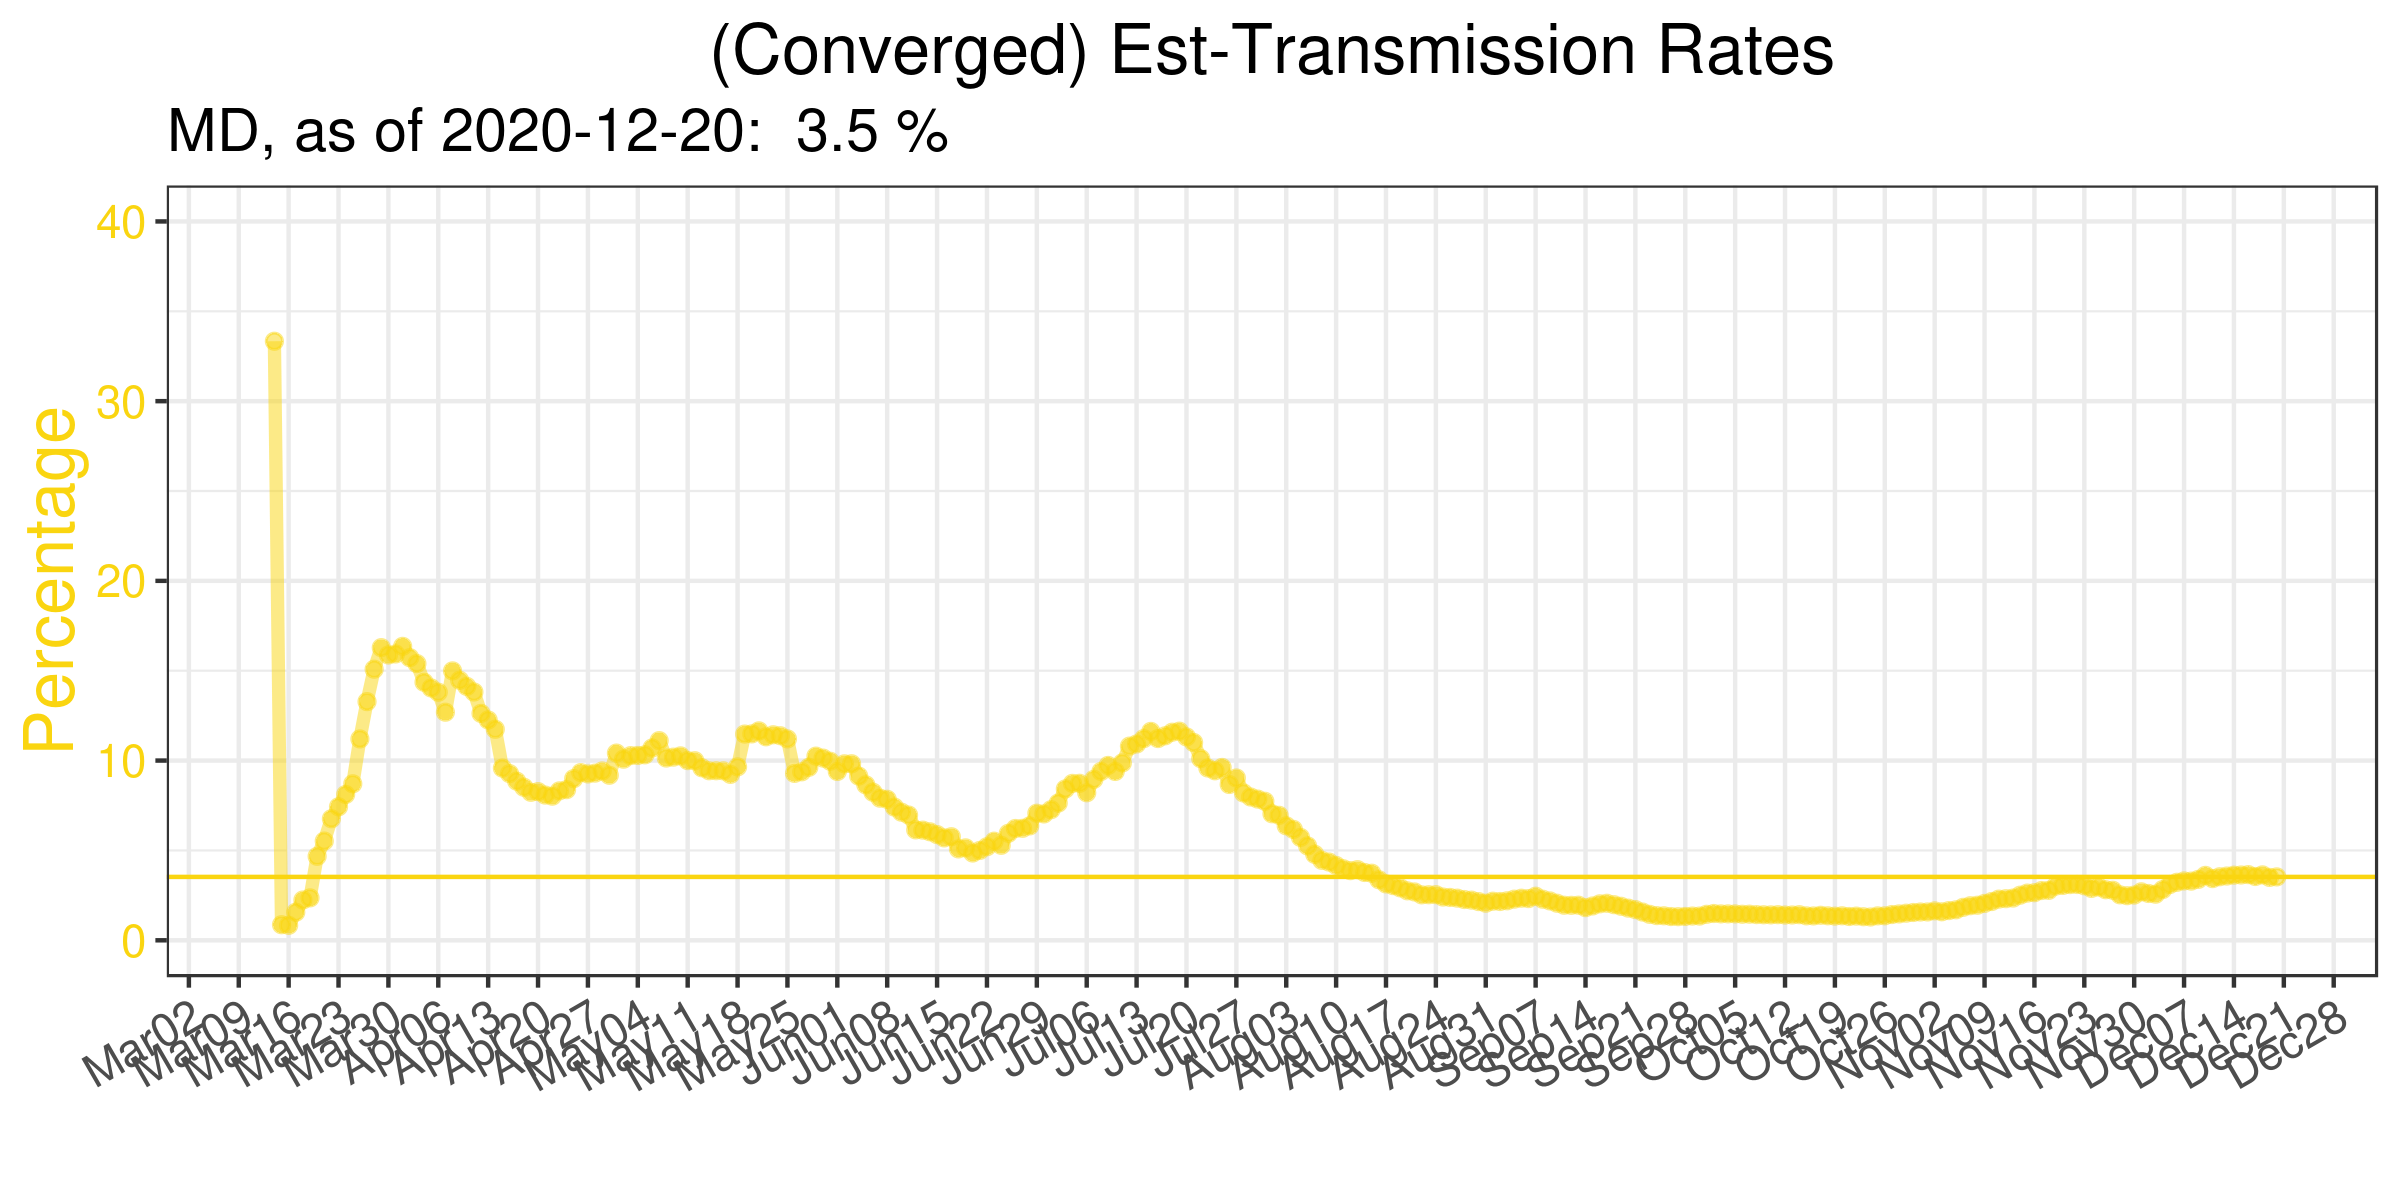 (Converged) Est-Transmission Rates
MD, as of 2020-12-20:  3.5 %
Percentage
40
30
20
10
0
Mar02
Mar09
Mar16
Mar23
Mar30
Apr06
Apr13
Apr20
Apr27
May04
May11
May18
May25
Jun01
Jun08
Jun15
Jun22
Jun29
Jul06
Jul13
Jul20
Jul27
Aug03
Aug10
Aug17
Aug24
Aug31
Sep07
Sep14
Sep21
Sep28
Oct05
Oct12
Oct19
Oct26
Nov02
Nov09
Nov16
Nov23
Nov30
Dec07
Dec14
Dec21
Dec28